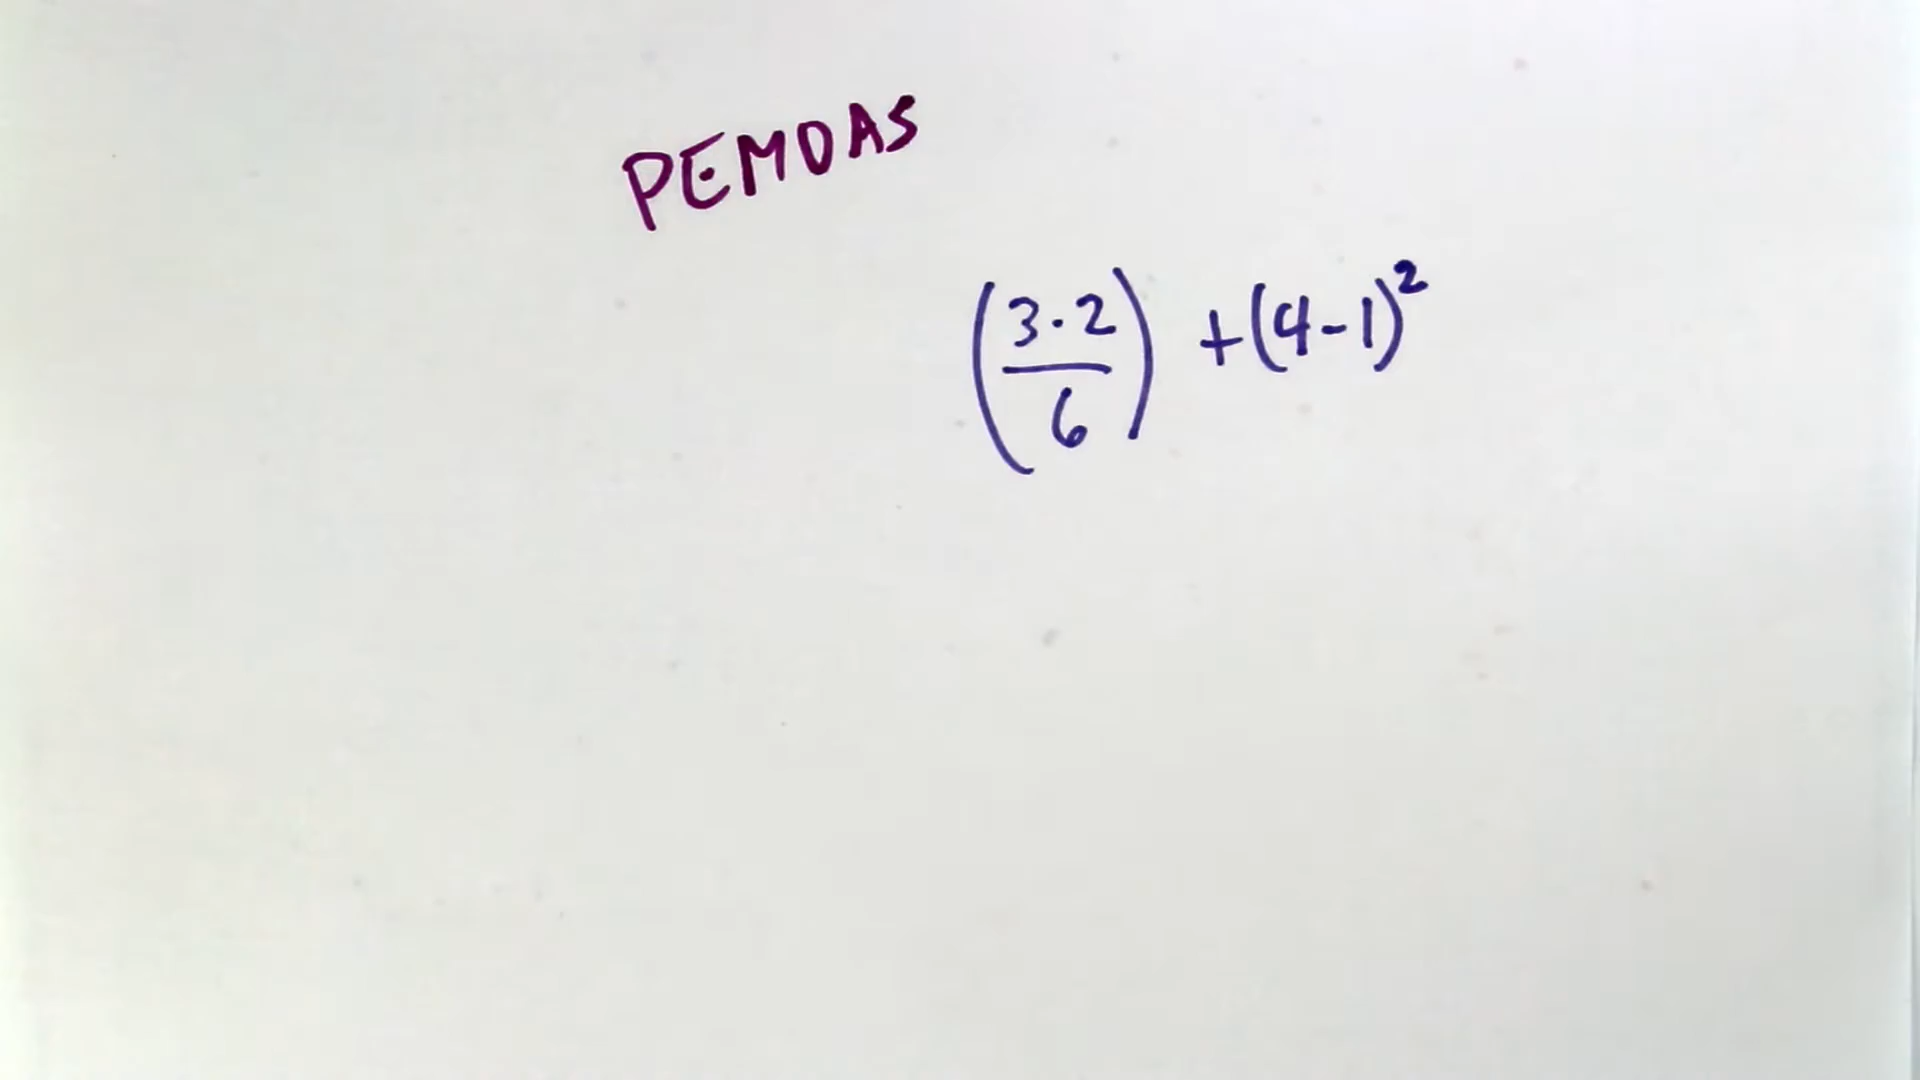 PEMDAS
(3·2/6) + (4-1)²